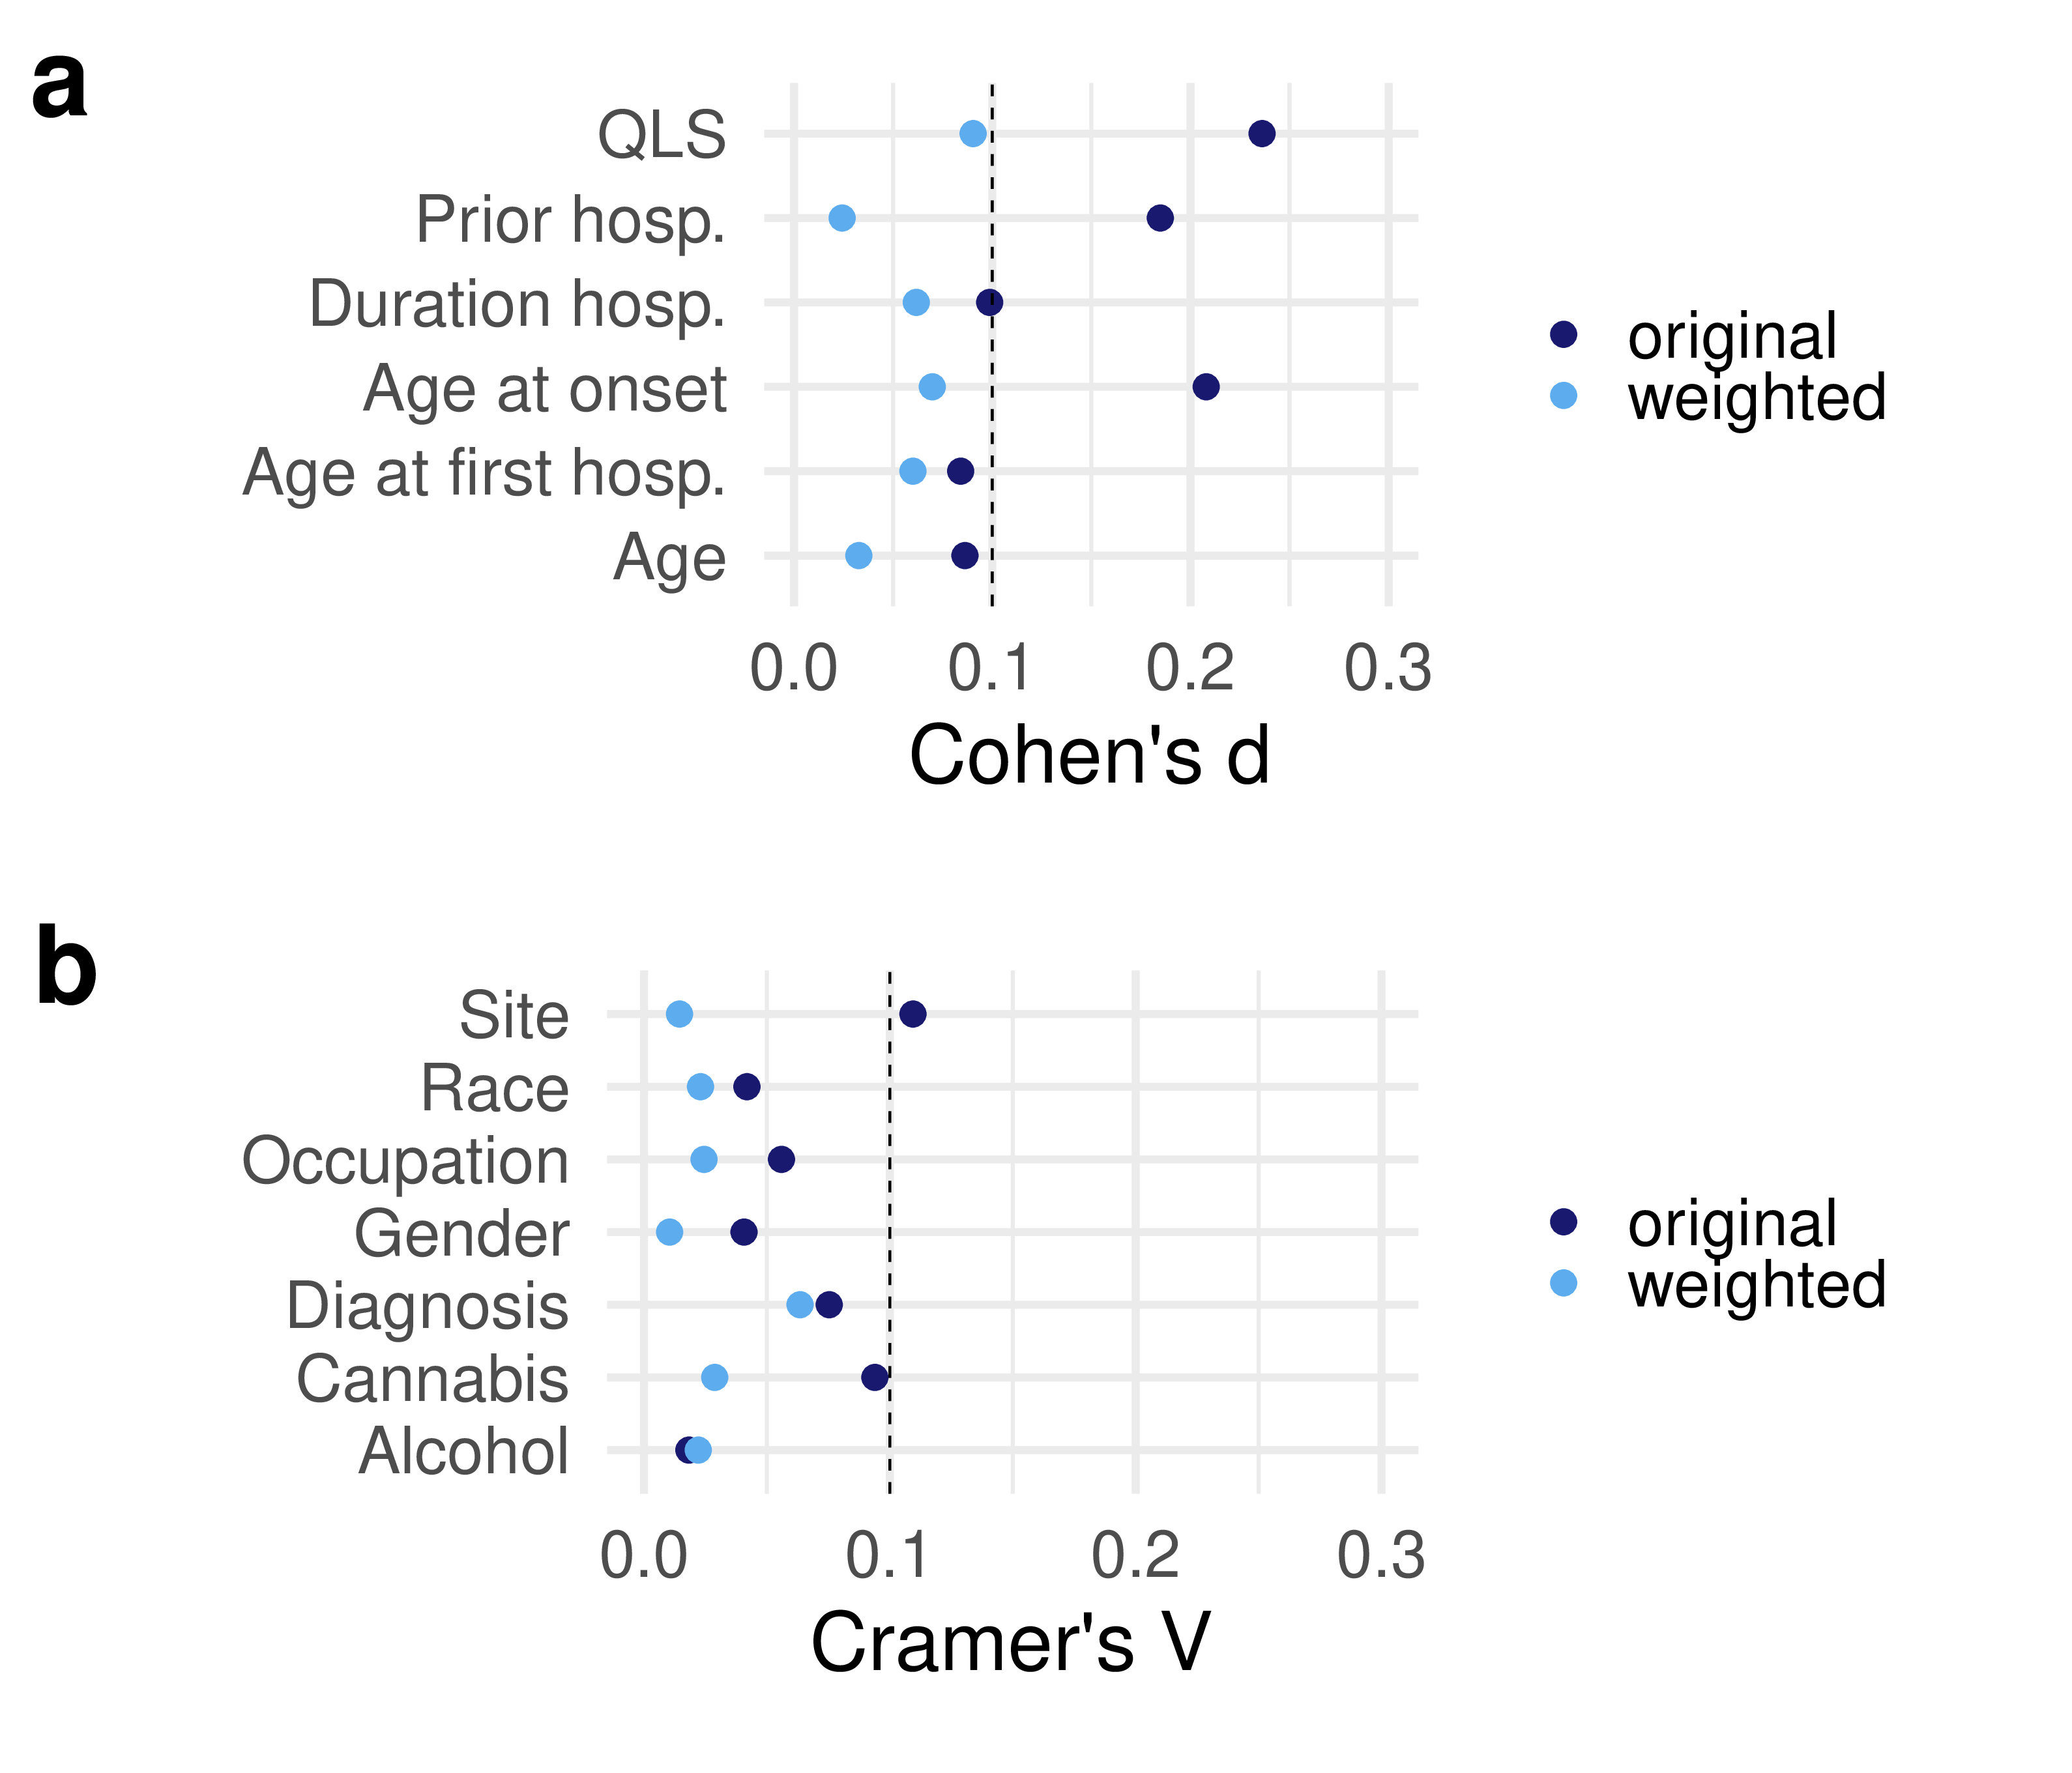 a
QLS
Prior hosp.
Duration hosp.
Age at onset
Age at first hosp.
Age
0.0 0.1 0.2 0.3
Cohen's d
original
weighted
b
Site
Race
Occupation
Gender
Diagnosis
Cannabis
Alcohol
0.0 0.1 0.2 0.3
Cramer's V
original
weighted